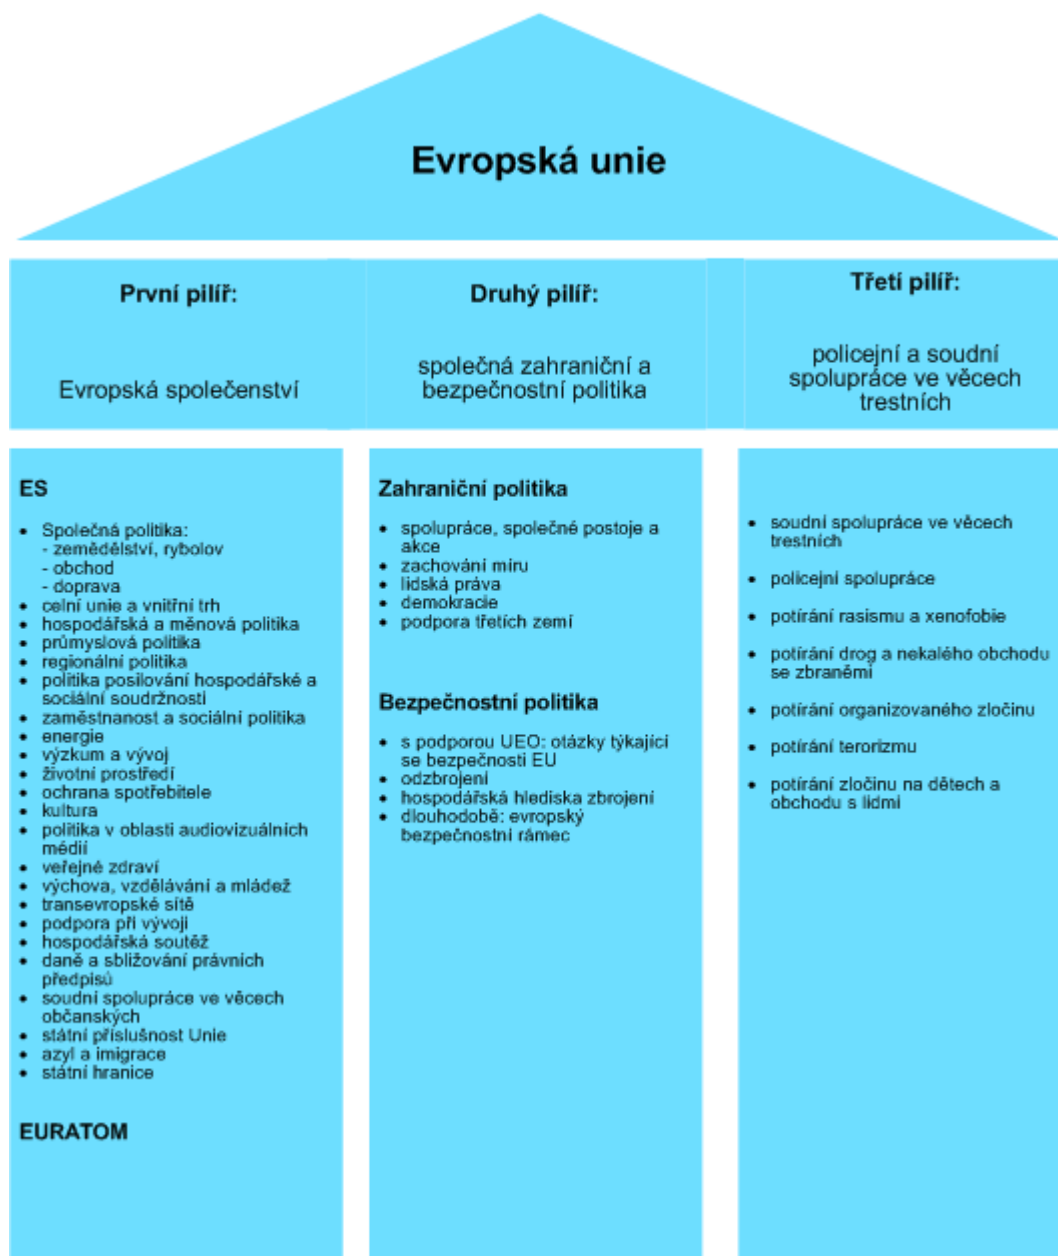 Evropská unie
První pilíř:
Evropská společenství
Druhý pilíř:
společná zahraniční a
bezpečnostní politika
Třetí pilíř:
policejní a soudní
spolupráce ve věcech
trestních
ES
• Společná politika:
- zemědělství, rybolov
- obchod
- doprava
• celní unie a vnitřní trh
• hospodářská a měnová politika
• průmyslová politika
• regionální politika
• politika posilování hospodářské a
sociální soudržnosti
• zaměstnanost a sociální politika
• energie
• výzkum a vývoj
• životní prostředí
• ochrana spotřebitele
• kultura
• politika v oblasti audiovizuálních
médií
• veřejné zdraví
• výchova, vzdělávání a mládež
• transevropské sítě
• podpora při vývoji
• hospodářská soutěž
• daně a sbližování právních
předpisů
• soudní spolupráce ve věcech
občanských
• státní příslušnost Unie
• azyl a imigrace
• státní hranice
EURATOM
Zahraniční politika
• spolupráce, společné postoje a
akce
• zachování míru
• lidská práva
• demokracie
• podpora třetích zemí
Bezpečnostní politika
• s podporou UEO: otázky týkající
se bezpečnosti EU
• odzbrojení
• hospodářská hlediska zbrojení
• dlouhodobě: evropský
bezpečnostní rámec
• soudní spolupráce ve věcech
trestních
• policejní spolupráce
• potírání rasismu a xenofobie
• potírání drog a nekalého obchodu
se zbraněmi
• potírání organizovaného zločinu
• potírání terorizmu
• potírání zločinu na dětech a
obchodu s lidmi